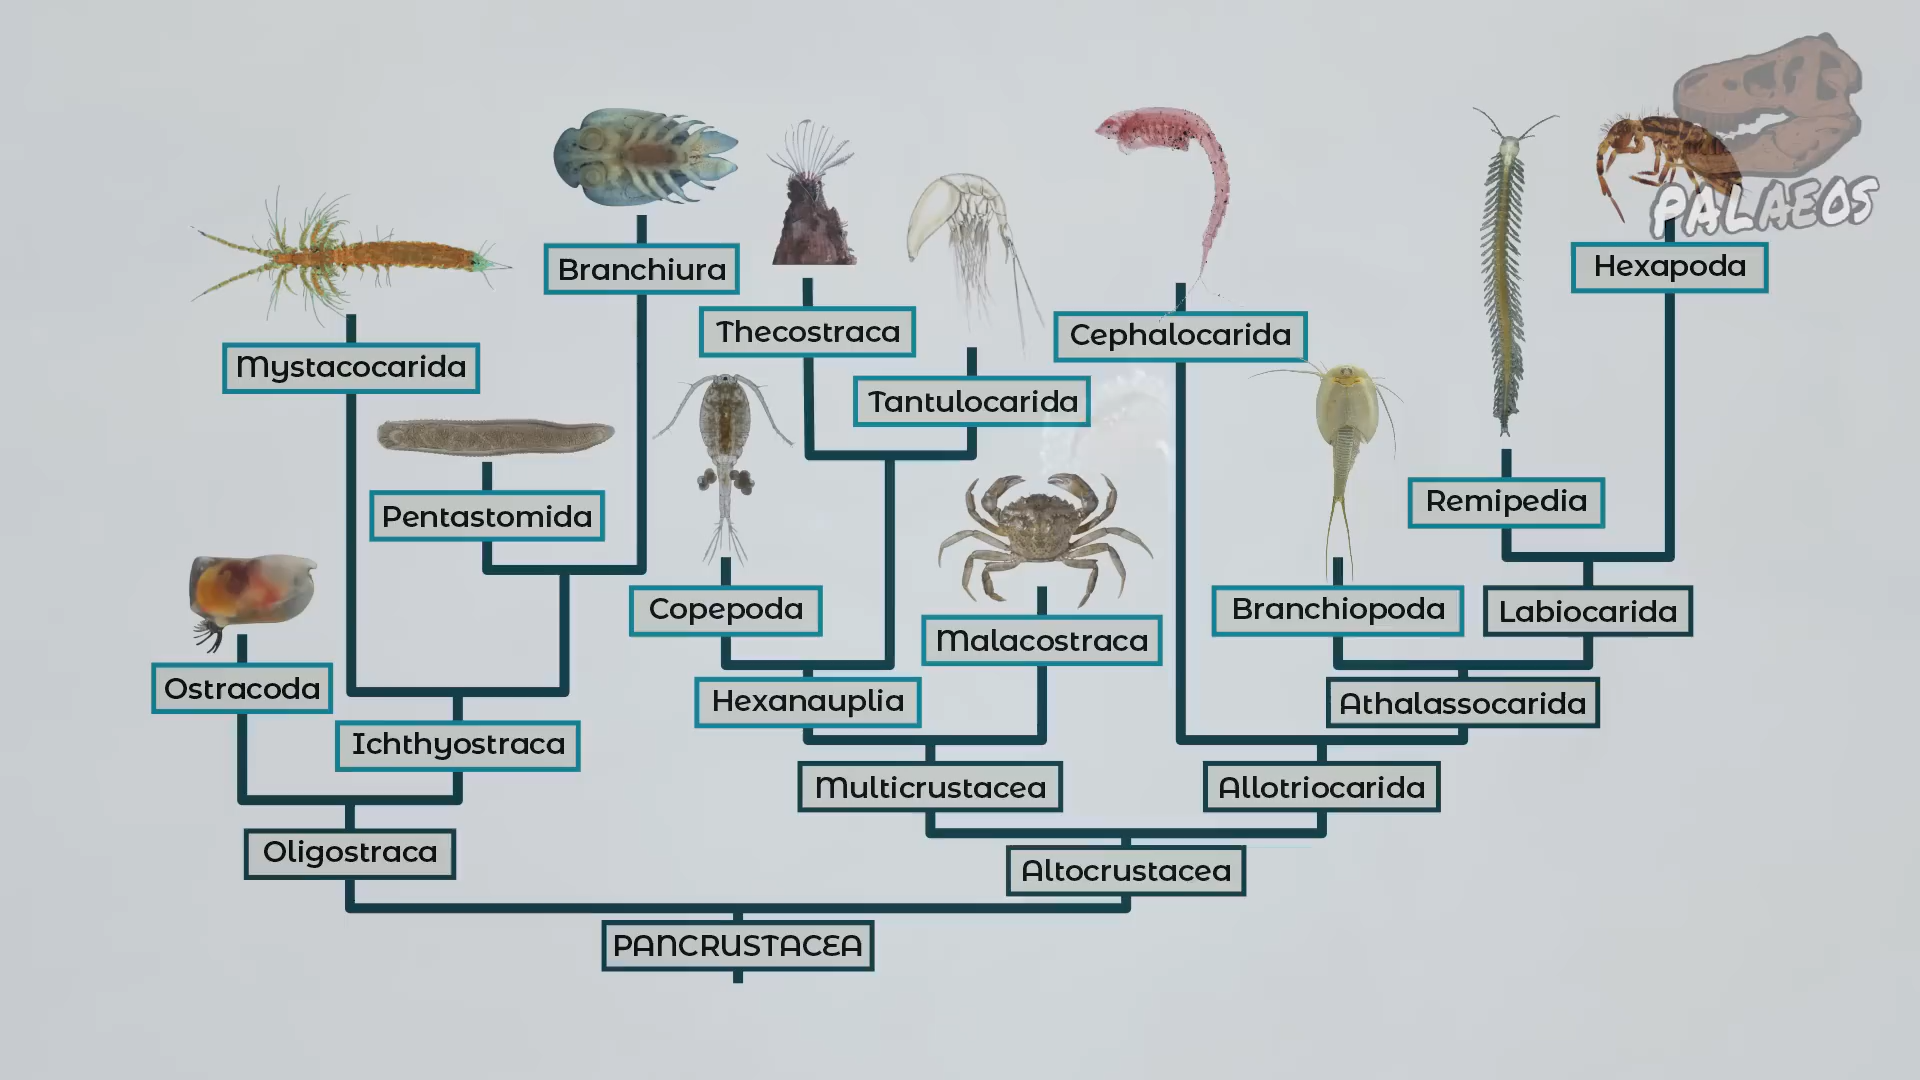 PALAEOS
Branchiura
Hexapoda
Thecostraca
Cephalocarida
Mystacocarida
Tantulocarida
Pentastomida
Remipedia
Copepoda
Branchiopoda
Labiocarida
Malacostraca
Ostracoda
Hexanauplia
Athalassocarida
Ichthyostraca
Multicrustacea
Allotriocarida
Oligostraca
Altocrustacea
PANCRUSTACEA